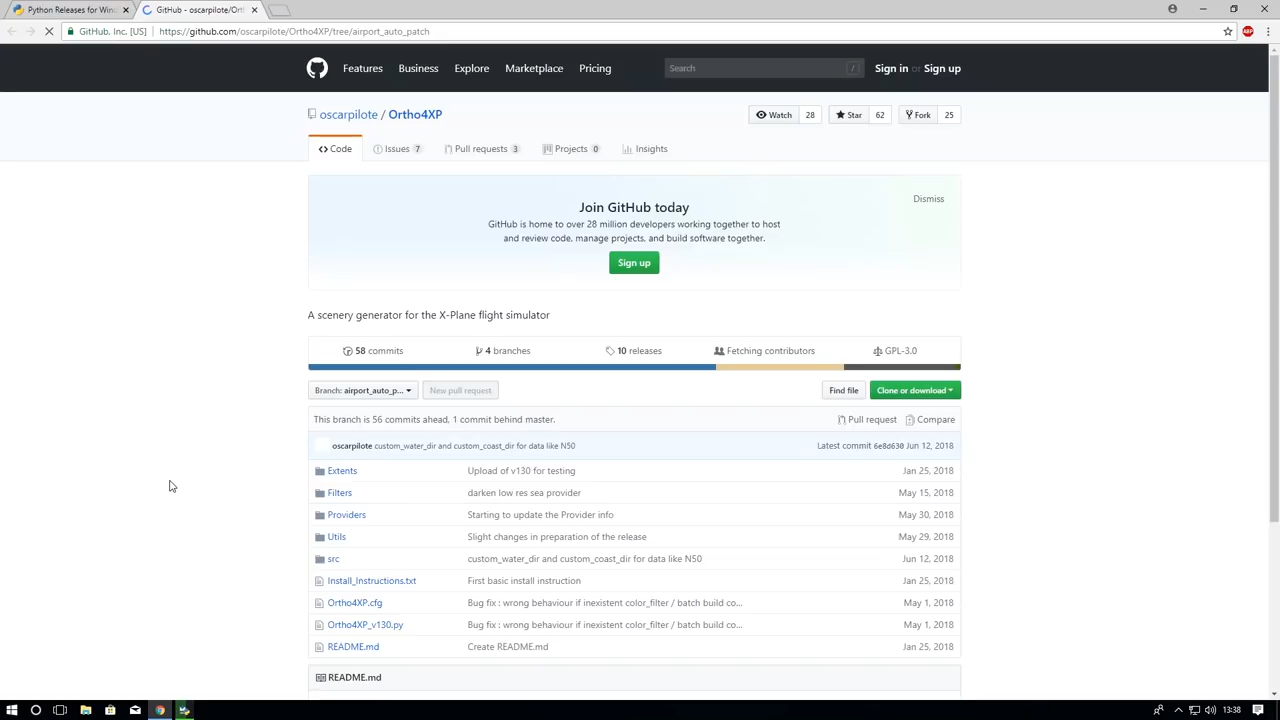 Python Releases for Win
GitHub - oscarpilote/Ort
GitHub, Inc. [US]
https://github.com/oscarpilote/Ortho4XP/tree/airport_auto_patch
ABP
Features
Business
Explore
Marketplace
Pricing
Search
/
Sign in or Sign up
oscarpilote / Ortho4XP
Watch 28
Star 62
Fork 25
<> Code
Issues 7
Pull requests 3
Projects 0
Insights
Join GitHub today
Dismiss
GitHub is home to over 28 million developers working together to host
and review code, manage projects, and build software together.
Sign up
A scenery generator for the X-Plane flight simulator
58 commits
4 branches
10 releases
Fetching contributors
GPL-3.0
Branch: airport_auto_p...
New pull request
Find file
Clone or download
This branch is 56 commits ahead, 1 commit behind master.
Pull request
Compare
oscarpilote custom_water_dir and custom_coast_dir for data like N50
Latest commit 6e8d630 Jun 12, 2018
Extents
Upload of v130 for testing
Jan 25, 2018
Filters
darken low res sea provider
May 15, 2018
Providers
Starting to update the Provider info
May 30, 2018
Utils
Slight changes in preparation of the release
May 29, 2018
src
custom_water_dir and custom_coast_dir for data like N50
Jun 12, 2018
Install_Instructions.txt
First basic install instruction
Jan 25, 2018
Ortho4XP.cfg
Bug fix : wrong behaviour if inexistent color_filter / batch build co...
May 1, 2018
Ortho4XP_v130.py
Bug fix : wrong behaviour if inexistent color_filter / batch build co...
May 1, 2018
README.md
Create README.md
Jan 25, 2018
README.md
13:38